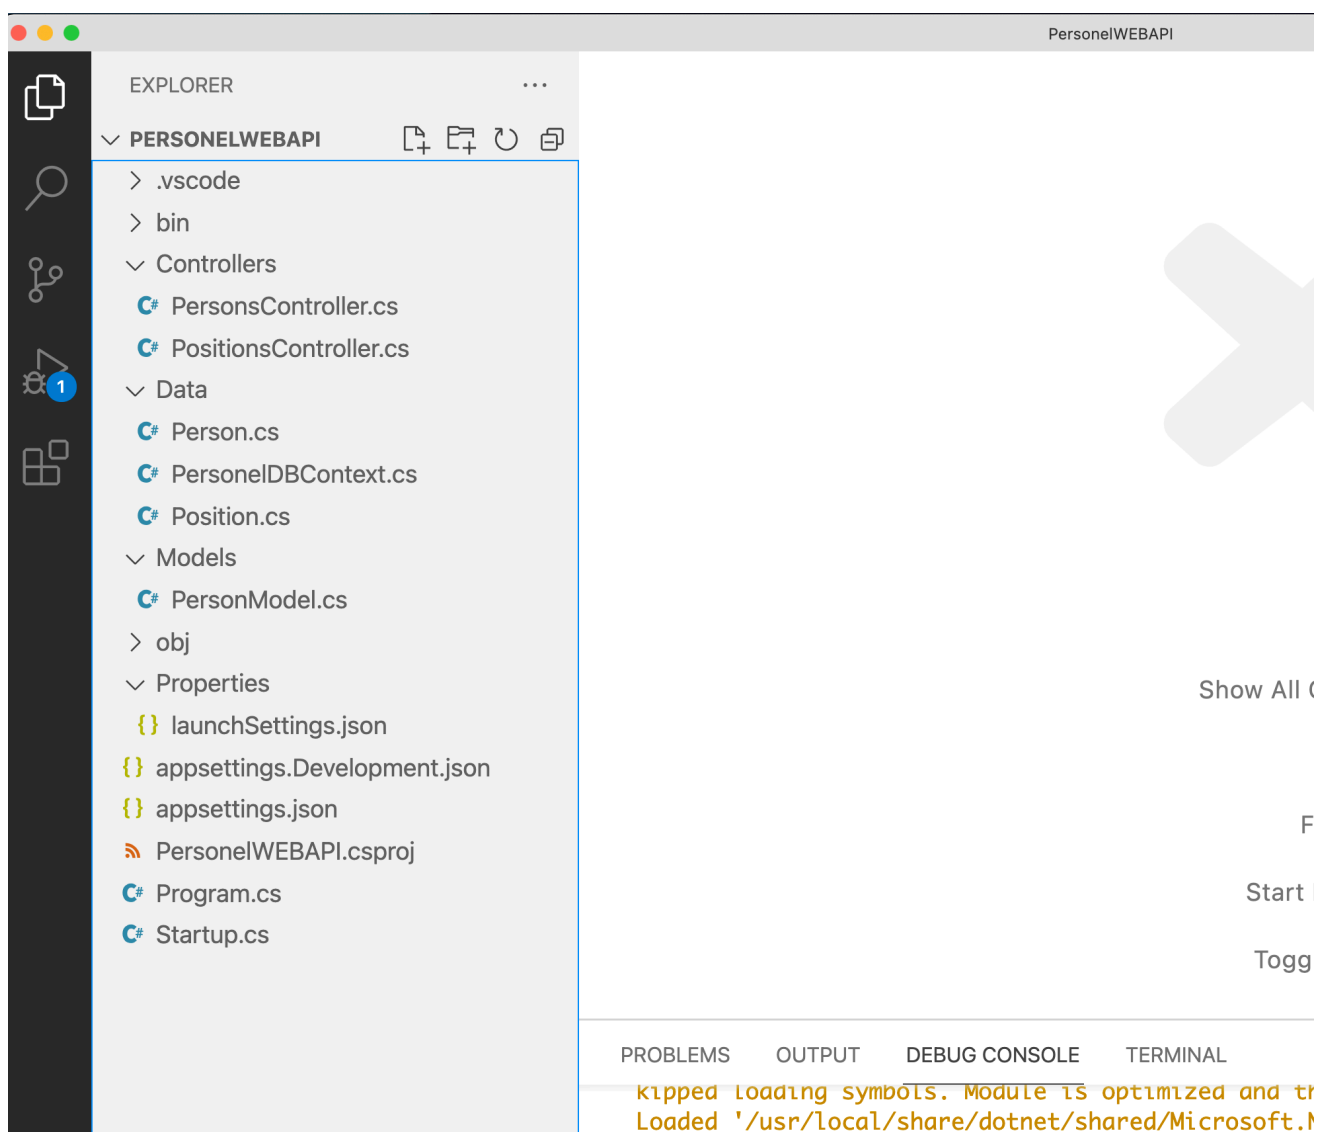 PersonelWEBAPI
EXPLORER
PERSONELWEBAPI
.vscode
bin
Controllers
C# PersonsController.cs
C# PositionsController.cs
Data
C# Person.cs
C# PersonelDBContext.cs
C# Position.cs
Models
C# PersonModel.cs
obj
Properties
{} launchSettings.json
{} appsettings.Development.json
{} appsettings.json
PersonelWEBAPI.csproj
C# Program.cs
C# Startup.cs
1
Show All
F
Start
Togg
PROBLEMS OUTPUT DEBUG CONSOLE TERMINAL
kipped loading symbols. Module is optimized and th
Loaded '/usr/local/share/dotnet/shared/Microsoft.N